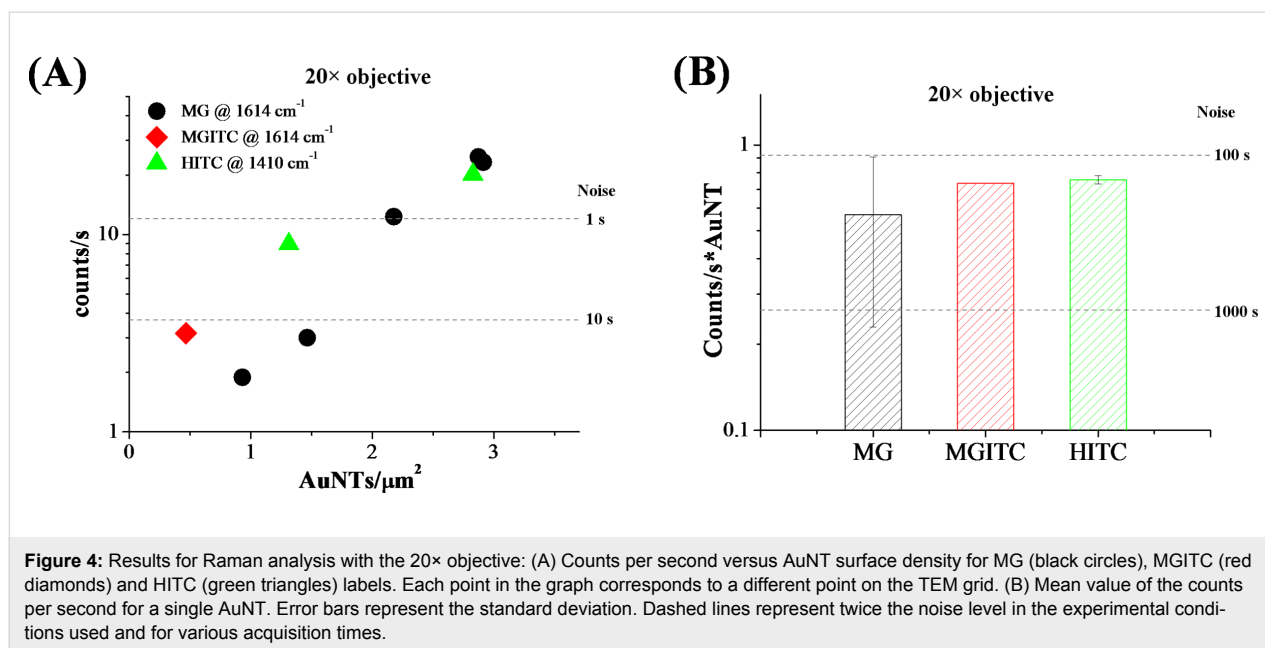 (A)
20× objective
MG @ 1614 cm⁻¹
MGITC @ 1614 cm⁻¹
HITC @ 1410 cm⁻¹
Noise
1 s
10 s
counts/s
10
1
0
1
2
3
AuNTs/μm²
(B)
20× objective
Noise
100 s
1000 s
Counts/s*AuNT
1
0.1
MG
MGITC
HITC
Figure 4: Results for Raman analysis with the 20× objective: (A) Counts per second versus AuNT surface density for MG (black circles), MGITC (red
diamonds) and HITC (green triangles) labels. Each point in the graph corresponds to a different point on the TEM grid. (B) Mean value of the counts
per second for a single AuNT. Error bars represent the standard deviation. Dashed lines represent twice the noise level in the experimental condi-
tions used and for various acquisition times.